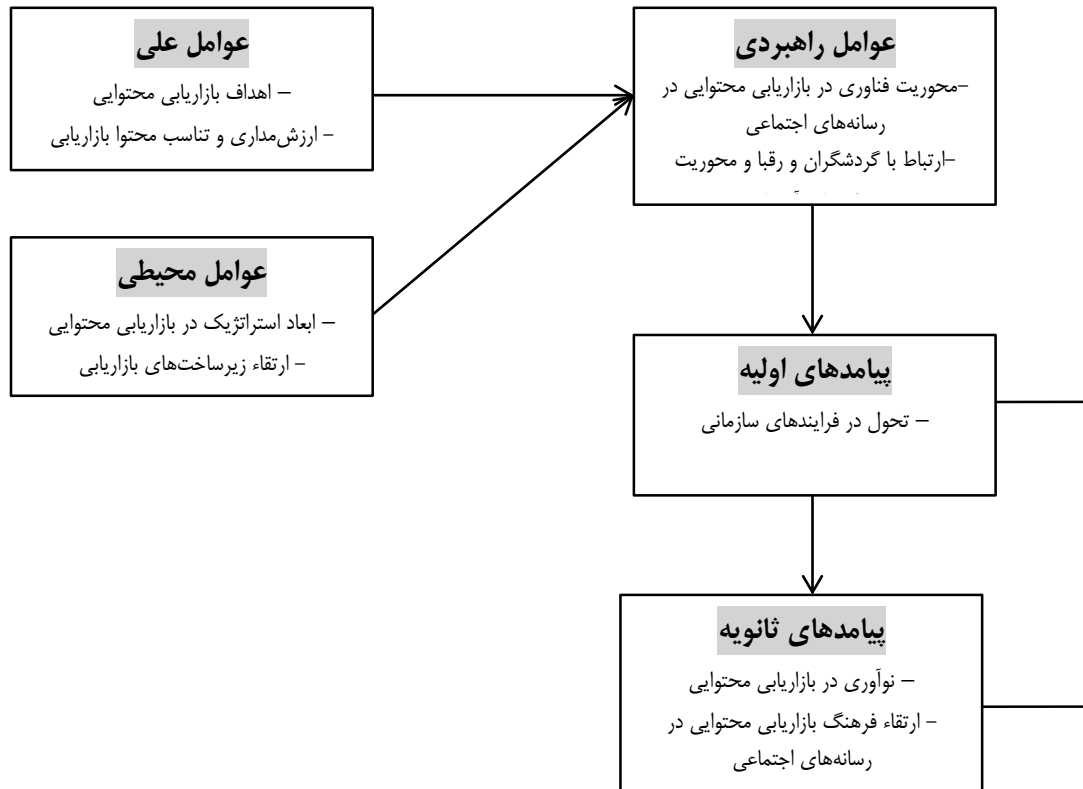 عوامل علی
– اهداف بازاریابی محتوایی
– ارزش‌مداری و تناسب محتوا بازاریابی
عوامل راهبردی
–محوریت فناوری در بازاریابی محتوایی در
رسانه‌های اجتماعی
–ارتباط با گردشگران و رقبا و محوریت
عوامل محیطی
– ابعاد استراتژیک در بازاریابی محتوایی
– ارتقاء زیرساخت‌های بازاریابی
پیامدهای اولیه
– تحول در فرایندهای سازمانی
پیامدهای ثانویه
– نوآوری در بازاریابی محتوایی
– ارتقاء فرهنگ بازاریابی محتوایی در
رسانه‌های اجتماعی